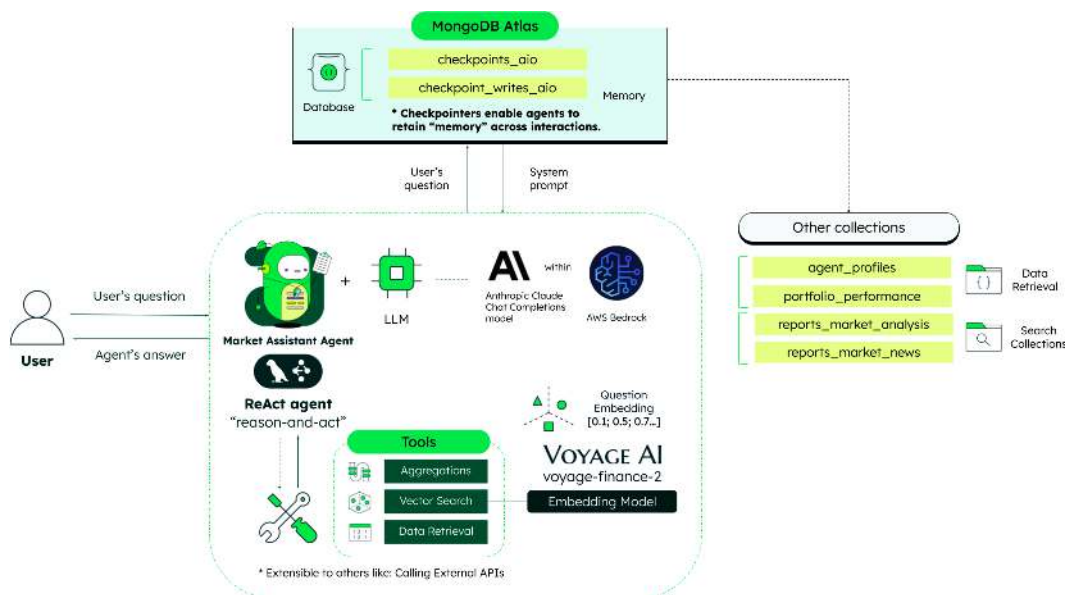 MongoDB Atlas
checkpoints_aio
checkpoint_writes_aio
Database
Memory
* Checkpointers enable agents to
retain “memory” across interactions.
User’s
question
System
prompt
Other collections
agent_profiles
portfolio_performance
reports_market_analysis
reports_market_news
Data
Retrieval
Search
Collections
User
User’s question
Agent’s answer
Market Assistant Agent
+
LLM
AI
within
Anthropic Claude
Chat Completions
model
AWS Bedrock
ReAct agent
“reason-and-act”
Tools
Aggregations
Vector Search
Data Retrieval
Question
Embedding
[0.1; 0.5; 0.7...]
VOYAGE AI
voyage-finance-2
Embedding Model
* Extensible to others like: Calling External APIs